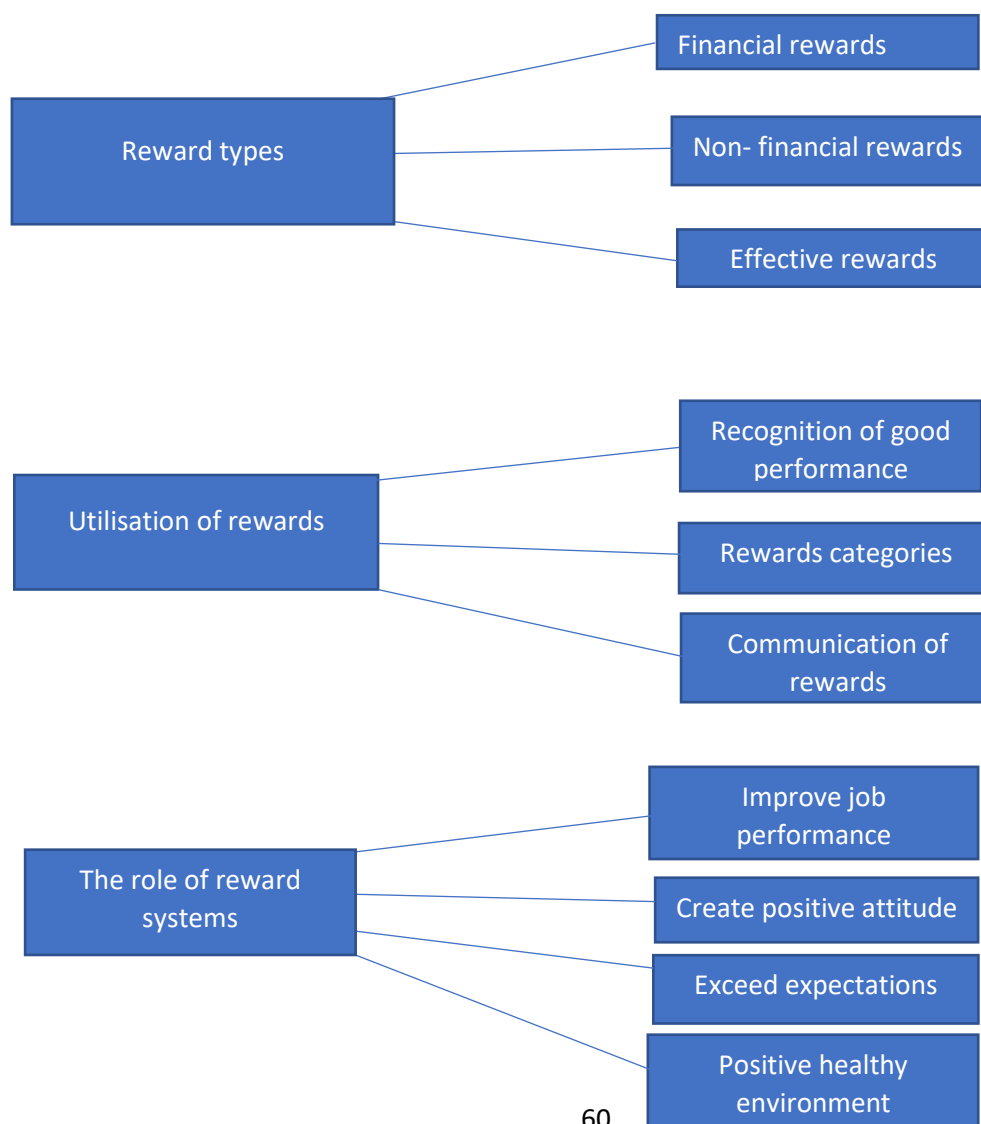 Financial rewards
Reward types
Non- financial rewards
Effective rewards
Recognition of good
performance
Utilisation of rewards
Rewards categories
Communication of
rewards
Improve job
performance
The role of reward
systems
Create positive attitude
Exceed expectations
Positive healthy
environment
60